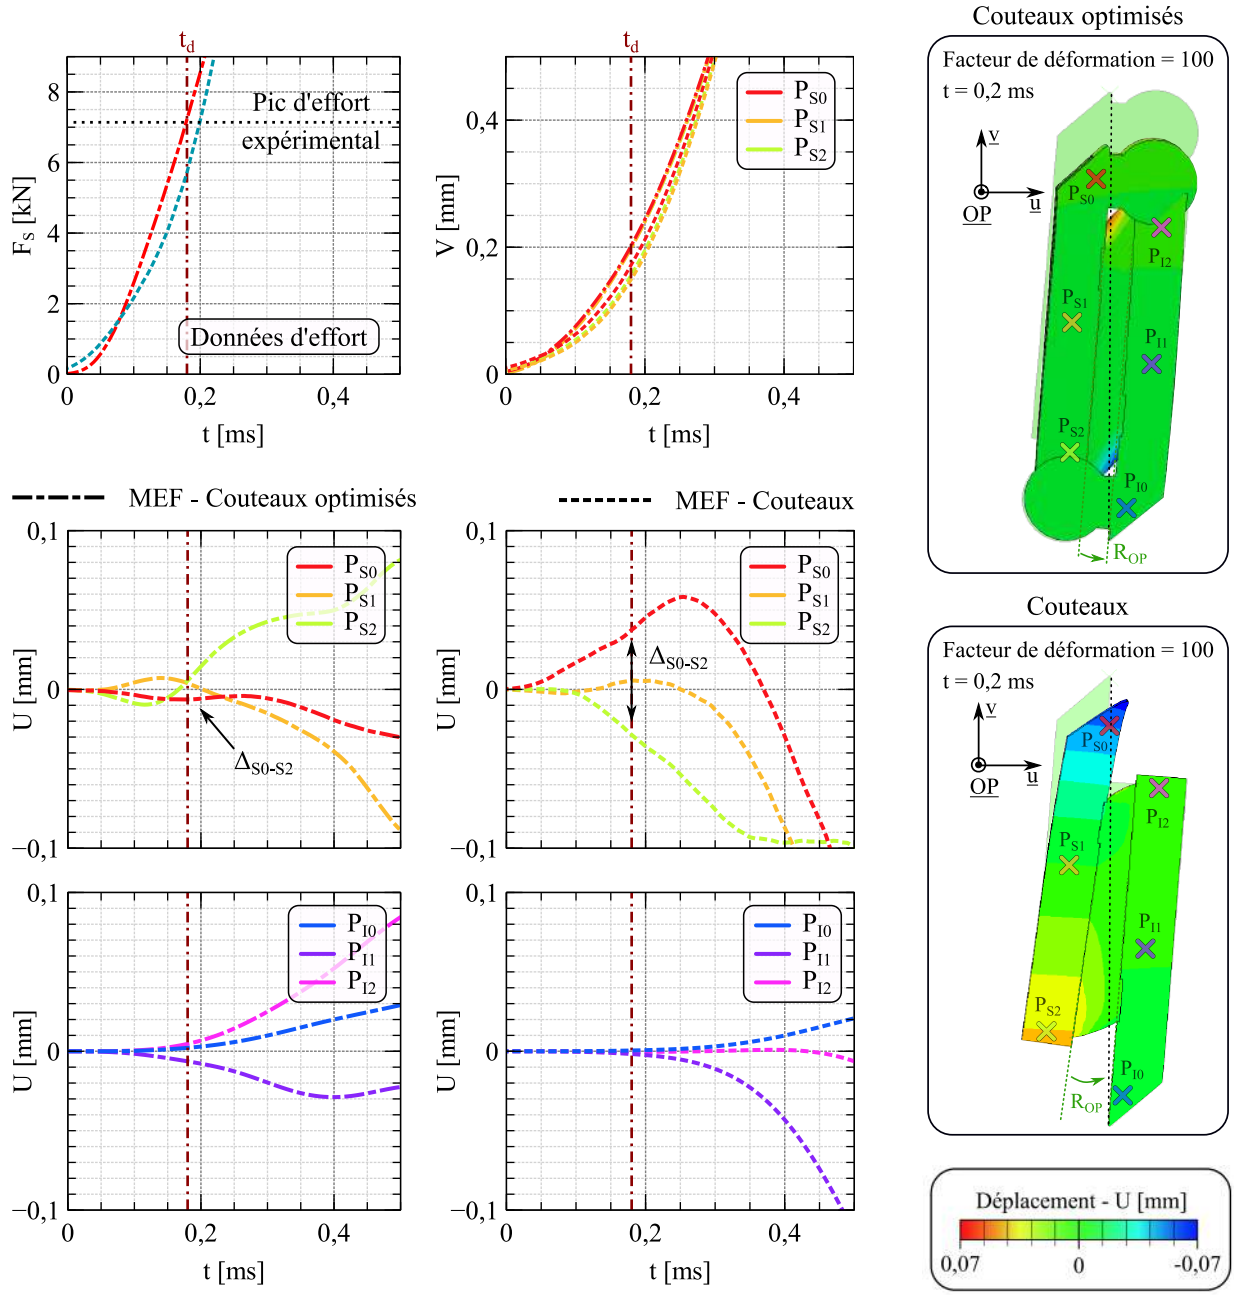 t_d
F_S [kN]
8
6
4
2
0
Pic d'effort
expérimental
Données d'effort
0
0,2
0,4
t [ms]
t_d
V [mm]
0,4
0,2
0
P_S0
P_S1
P_S2
0
0,2
0,4
t [ms]
MEF - Couteaux optimisés
MEF - Couteaux
U [mm]
0,1
0
−0,1
P_S0
P_S1
P_S2
Δ_S0-S2
0,1
U [mm]
0
−0,1
P_S0
P_S1
P_S2
Δ_S0-S2
U [mm]
0,1
0
−0,1
P_I0
P_I1
P_I2
0
0,2
0,4
t [ms]
U [mm]
0,1
0
−0,1
P_I0
P_I1
P_I2
0
0,2
0,4
t [ms]
Couteaux optimisés
Facteur de déformation = 100
t = 0,2 ms
v
OP
u
P_S0
P_I2
P_S1
P_I1
P_S2
P_I0
R_OP
Couteaux
Facteur de déformation = 100
t = 0,2 ms
v
OP
u
P_S0
P_I2
P_S1
P_I1
P_S2
P_I0
R_OP
Déplacement - U [mm]
0,07
0
-0,07